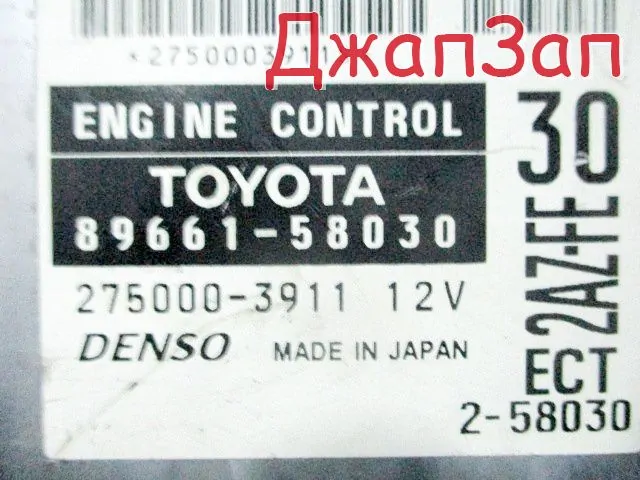 ДжапЗап
*2750003911
ENGINE CONTROL
TOYOTA
89661-58030
275000-3911 12V
DENSO MADE IN JAPAN
30
2AZ-FE
ECT
2-58030